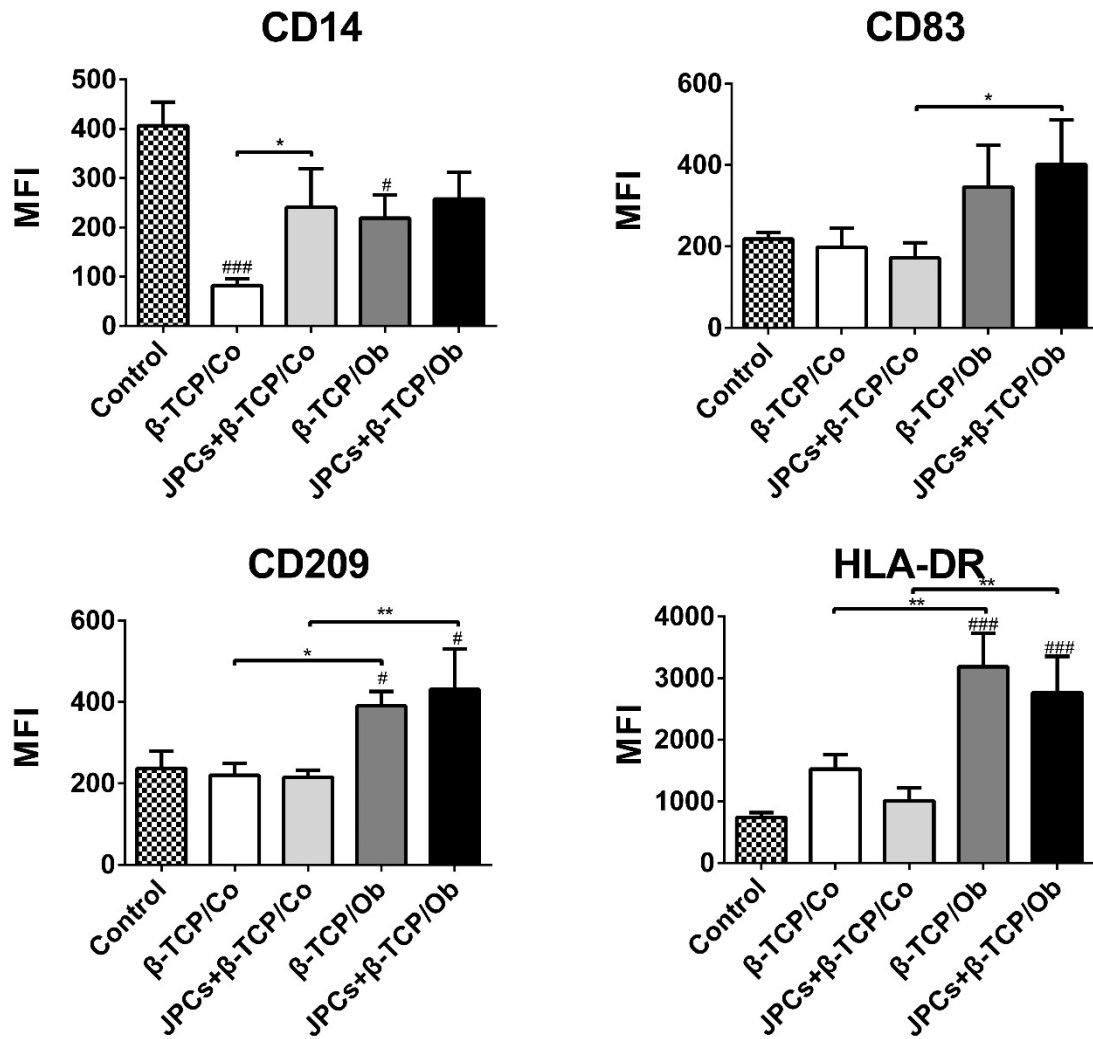 CD14
MFI
500
400
300
200
100
0
*
###
#
Control
β-TCP/Co
JPCs+β-TCP/Co
β-TCP/Ob
JPCs+β-TCP/Ob
CD83
MFI
600
400
200
0
*
Control
β-TCP/Co
JPCs+β-TCP/Co
β-TCP/Ob
JPCs+β-TCP/Ob
CD209
MFI
600
400
200
0
**
*
#
#
Control
β-TCP/Co
JPCs+β-TCP/Co
β-TCP/Ob
JPCs+β-TCP/Ob
HLA-DR
MFI
4000
3000
2000
1000
0
**
**
###
###
Control
β-TCP/Co
JPCs+β-TCP/Co
β-TCP/Ob
JPCs+β-TCP/Ob